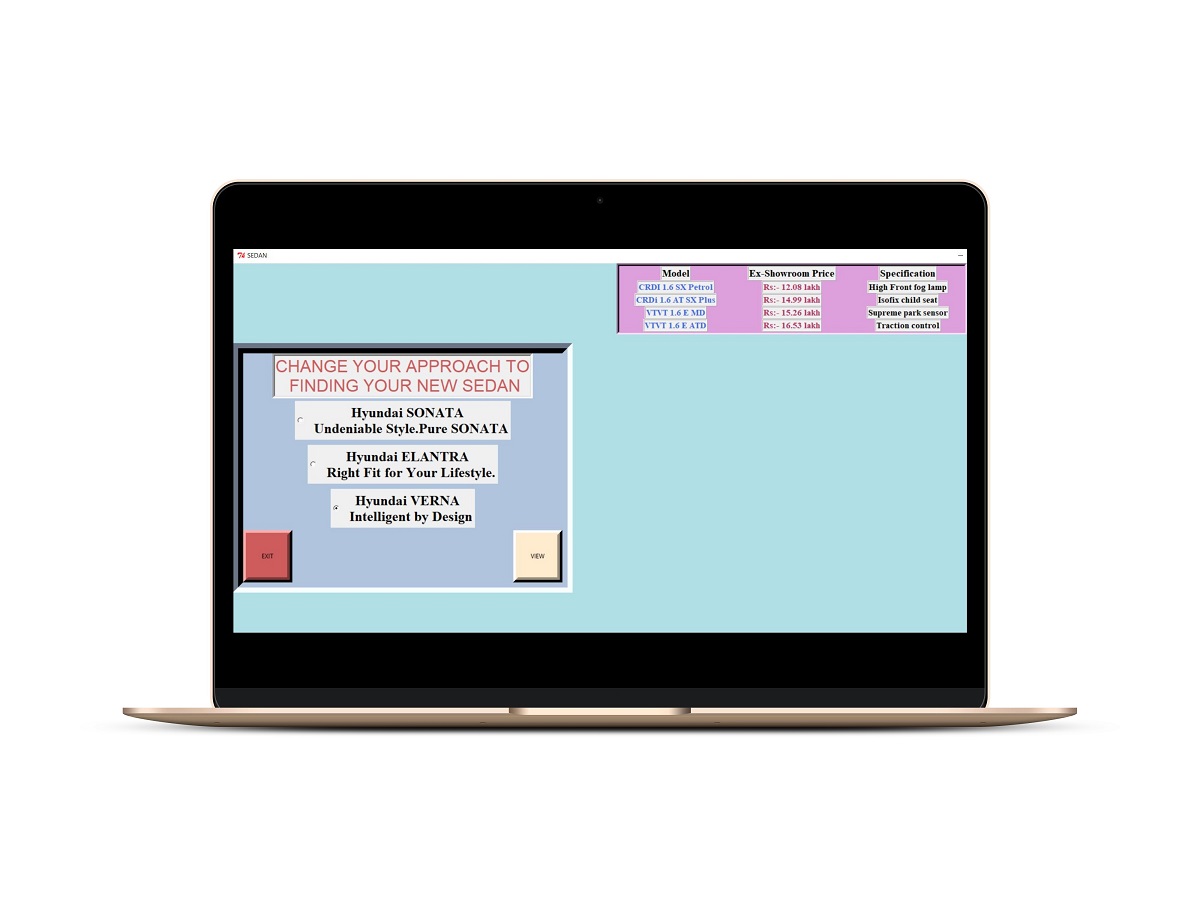 76 SEDAN
Model Ex-Showroom Price Specification
CRDI 1.6 SX Petrol Rs:- 12.08 lakh High Front fog lamp
CRDi 1.6 AT SX Plus Rs:- 14.99 lakh Isofix child seat
VTVT 1.6 E MD Rs:- 15.26 lakh Supreme park sensor
VTVT 1.6 E ATD Rs:- 16.53 lakh Traction control
CHANGE YOUR APPROACH TO
FINDING YOUR NEW SEDAN
Hyundai SONATA
Undeniable Style.Pure SONATA
Hyundai ELANTRA
Right Fit for Your Lifestyle.
Hyundai VERNA
Intelligent by Design
EXIT VIEW